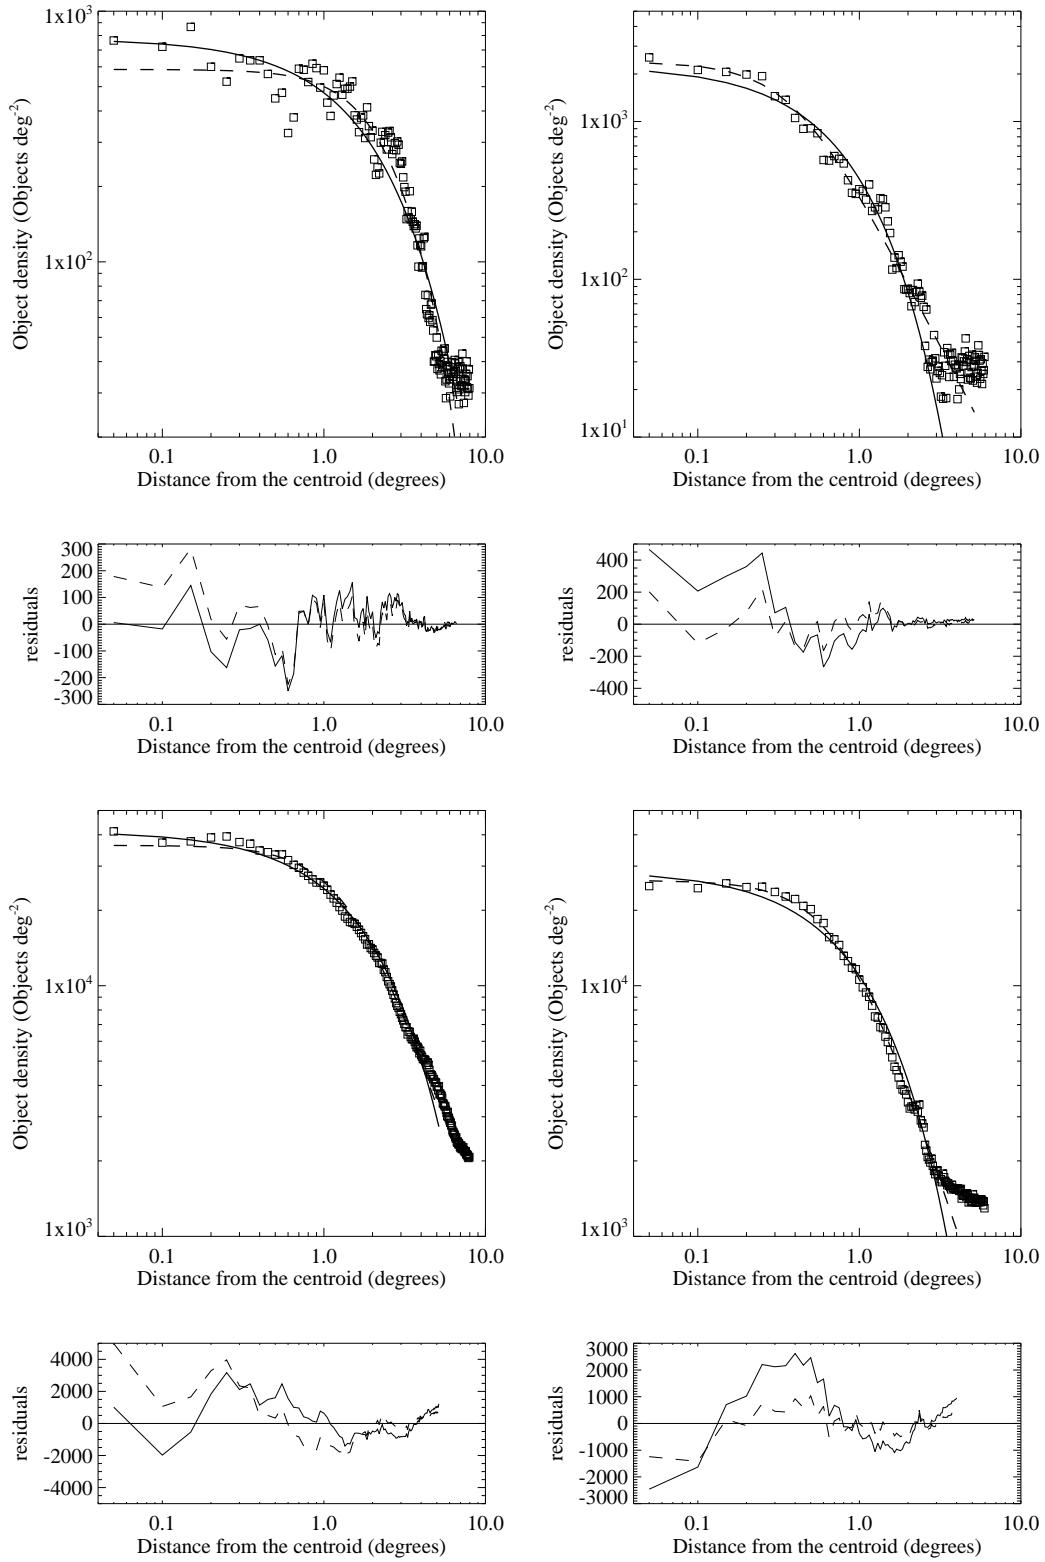 1x10³
1x10²
Object density (Objects deg⁻²)
0.1 1.0 10.0
Distance from the centroid (degrees)
1x10³
1x10²
1x10¹
Object density (Objects deg⁻²)
0.1 1.0 10.0
Distance from the centroid (degrees)
300
200
100
0
-100
-200
-300
residuals
0.1 1.0 10.0
Distance from the centroid (degrees)
400
200
0
-200
-400
residuals
0.1 1.0 10.0
Distance from the centroid (degrees)
1x10⁴
1x10³
Object density (Objects deg⁻²)
0.1 1.0 10.0
Distance from the centroid (degrees)
1x10⁴
1x10³
Object density (Objects deg⁻²)
0.1 1.0 10.0
Distance from the centroid (degrees)
4000
2000
0
-2000
-4000
residuals
0.1 1.0 10.0
Distance from the centroid (degrees)
3000
2000
1000
0
-1000
-2000
-3000
residuals
0.1 1.0 10.0
Distance from the centroid (degrees)